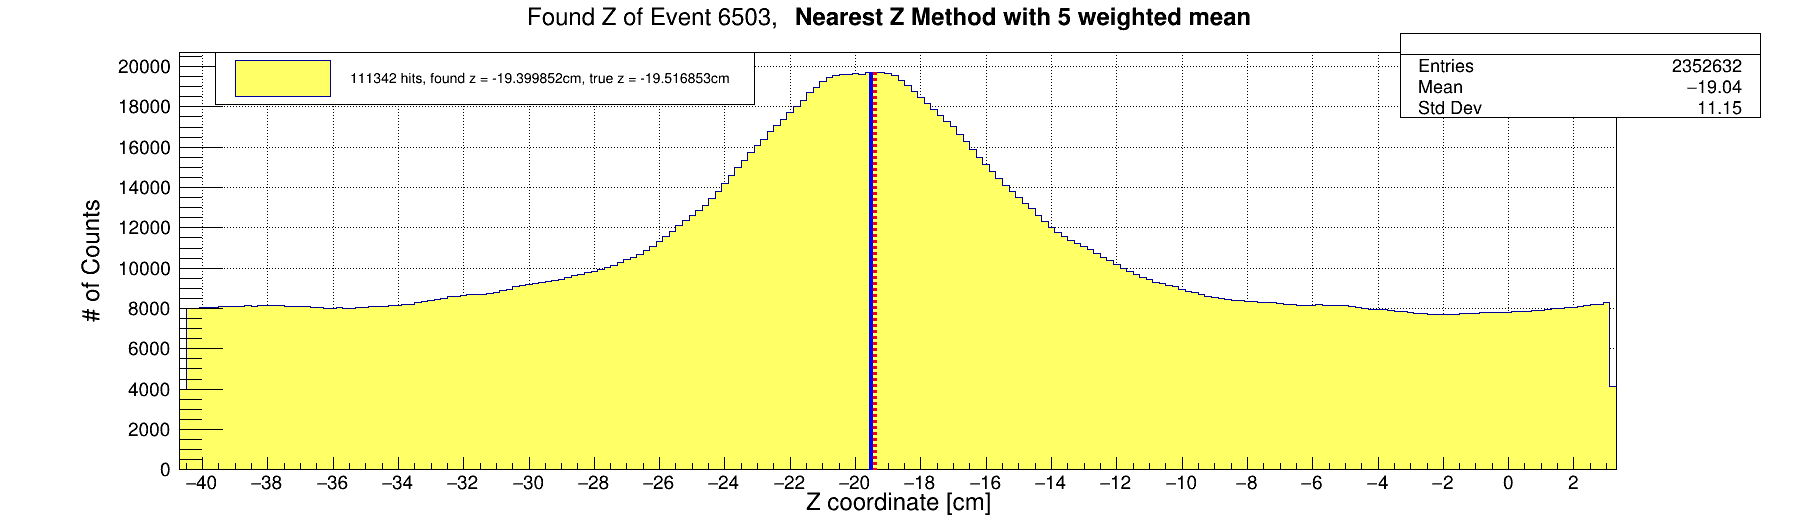 Found Z of Event 6503, Nearest Z Method with 5 weighted mean
111342 hits, found z = -19.399852cm, true z = -19.516853cm
Entries 2352632
Mean −19.04
Std Dev 11.15
# of Counts
20000
18000
16000
14000
12000
10000
8000
6000
4000
2000
0
−40 −38 −36 −34 −32 −30 −28 −26 −24 −22 −20 −18 −16 −14 −12 −10 −8 −6 −4 −2 0 2
Z coordinate [cm]